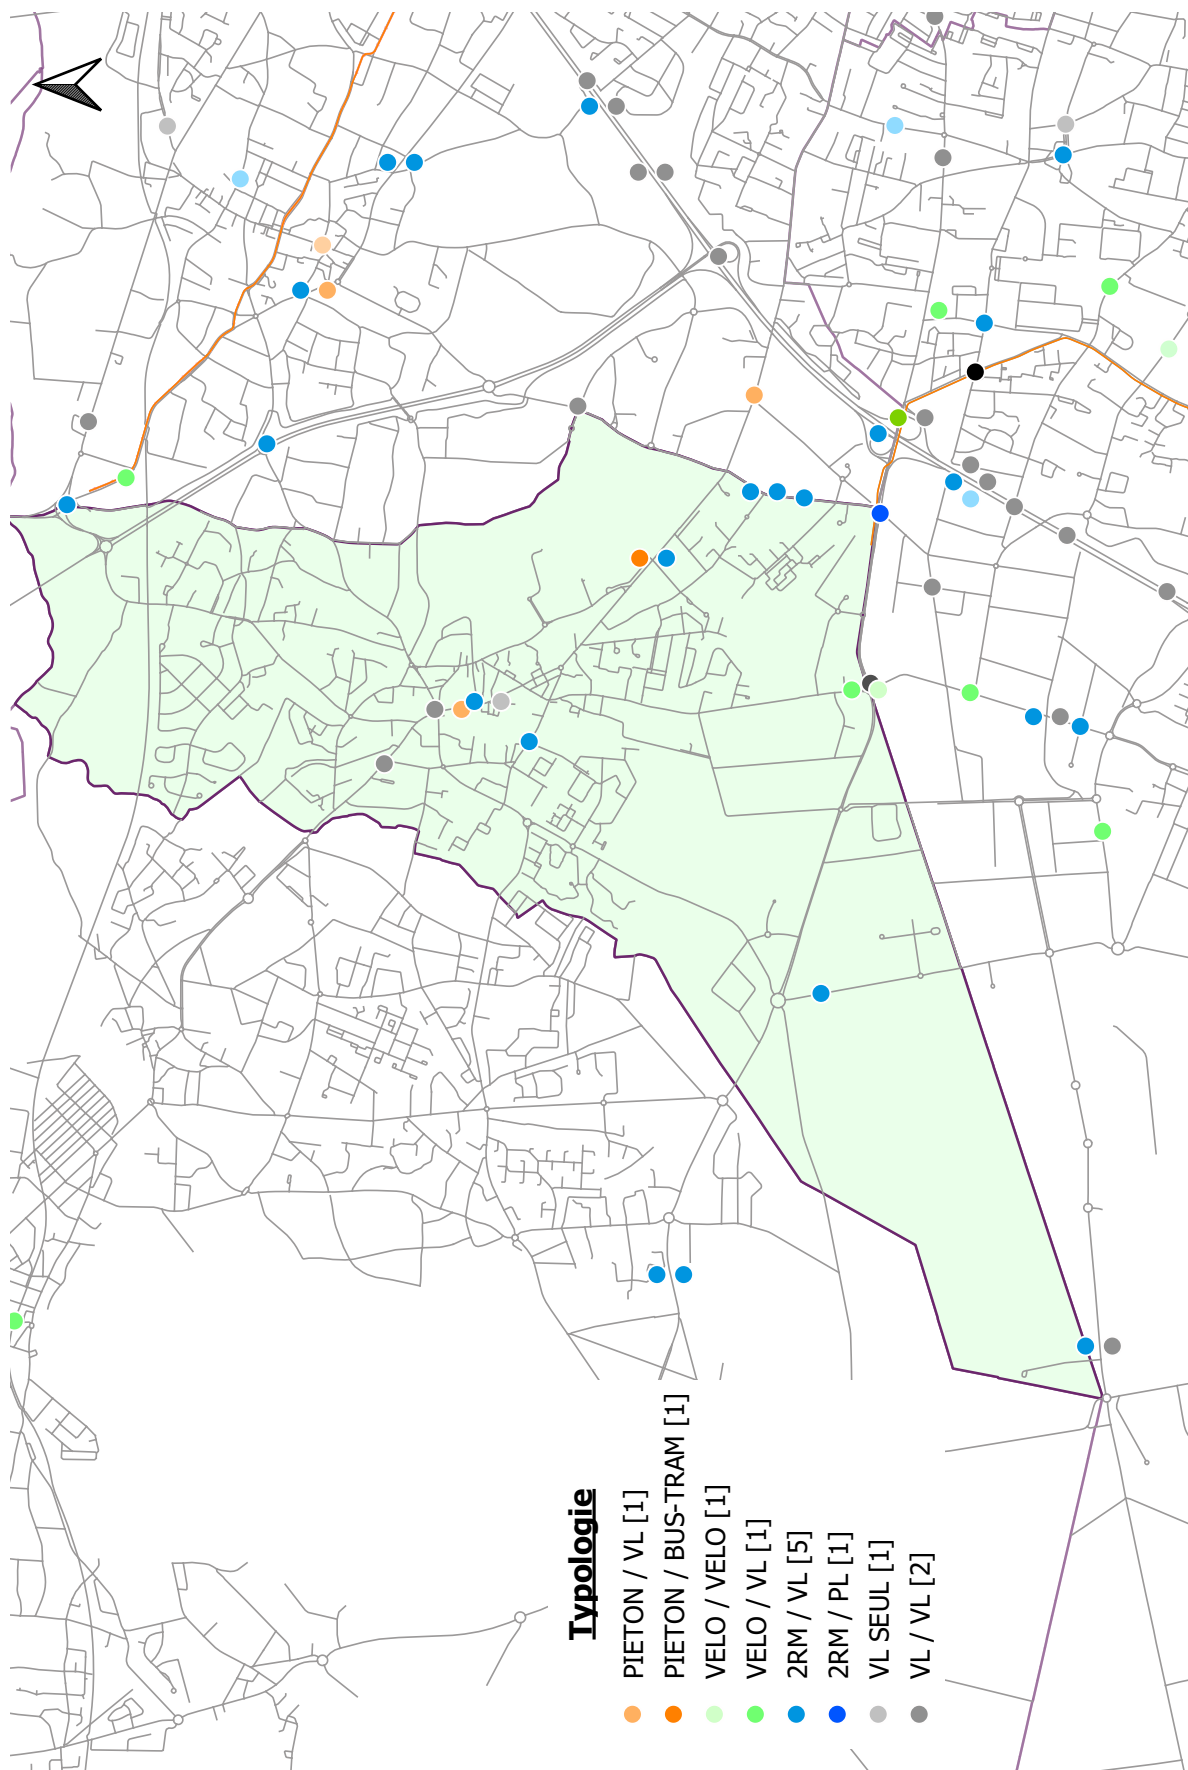 Typologie
PIETON / VL [1]
PIETON / BUS-TRAM [1]
VELO / VELO [1]
VELO / VL [1]
2RM / VL [5]
2RM / PL [1]
VL SEUL [1]
VL / VL [2]